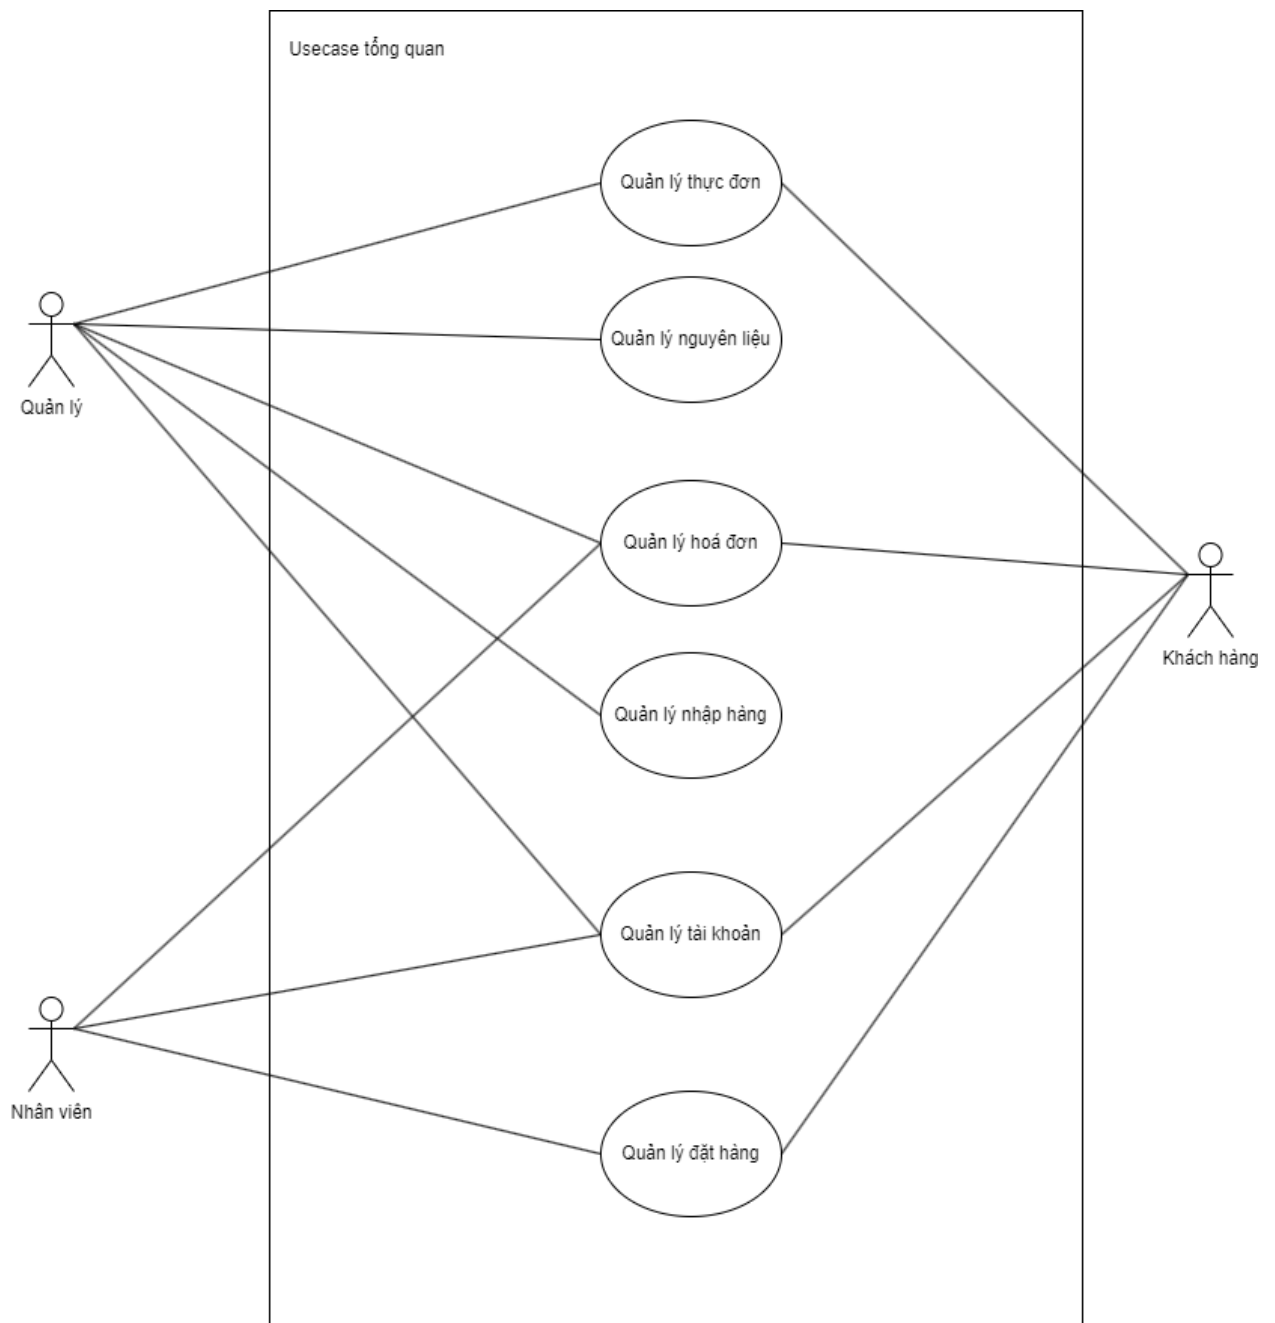 Usecase tổng quan
Quản lý thực đơn
Quản lý nguyên liệu
Quản lý
Quản lý hoá đơn
Khách hàng
Quản lý nhập hàng
Quản lý tài khoản
Nhân viên
Quản lý đặt hàng